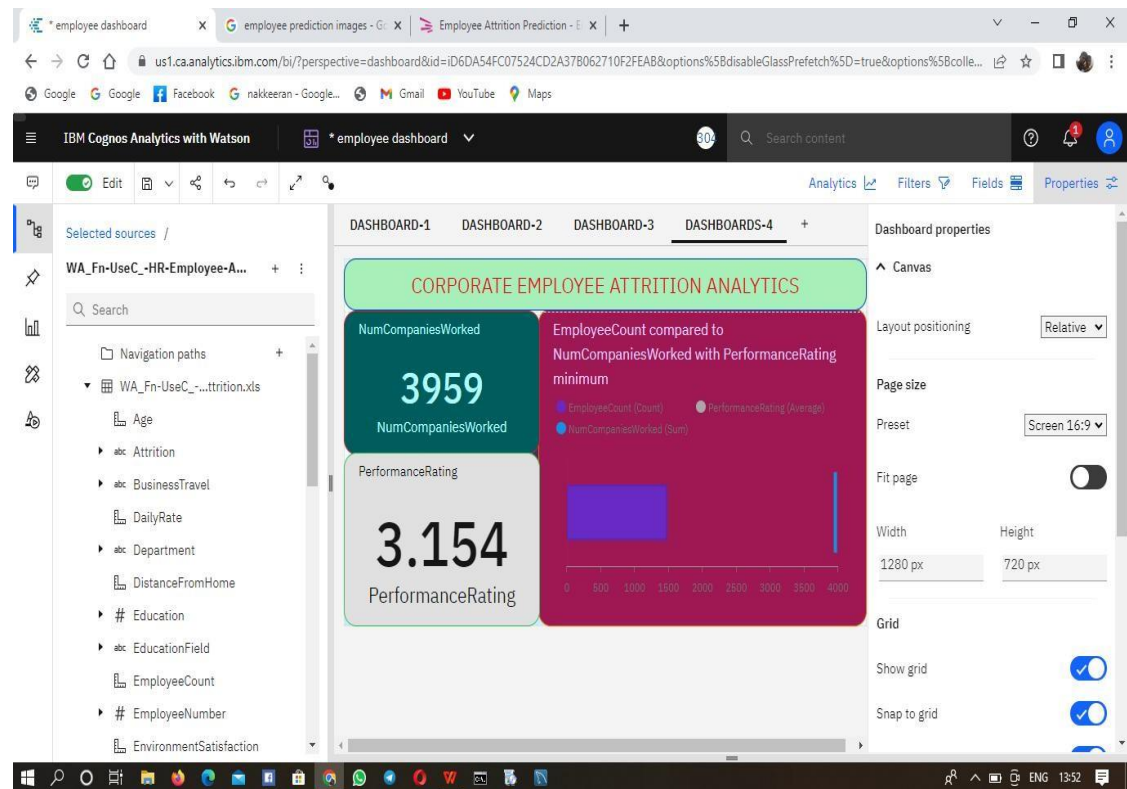 * employee dashboard
employee prediction images - G
Employee Attrition Prediction - E
us1.ca.analytics.ibm.com/bi/?perspective=dashboard&id=iD6DA54FC07524CD2A37B062710F2FEAB&options%5BdisableGlassPrefetch%5D=true&options%5Bcolle...
Google Google Facebook nakkeeran - Google... Gmail YouTube Maps
IBM Cognos Analytics with Watson
* employee dashboard
304
Search content
1
Edit
Analytics Filters Fields Properties
Selected sources /
WA_Fn-UseC_-HR-Employee-A...
Search
Navigation paths
WA_Fn-UseC_-...ttrition.xls
Age
abc Attrition
abc BusinessTravel
DailyRate
abc Department
DistanceFromHome
# Education
abc EducationField
EmployeeCount
# EmployeeNumber
EnvironmentSatisfaction
DASHBOARD-1 DASHBOARD-2 DASHBOARD-3 DASHBOARDS-4 +
CORPORATE EMPLOYEE ATTRITION ANALYTICS
NumCompaniesWorked
3959
NumCompaniesWorked
PerformanceRating
3.154
PerformanceRating
EmployeeCount compared to
NumCompaniesWorked with PerformanceRating
minimum
EmployeeCount (Count) PerformanceRating (Average)
NumCompaniesWorked (Sum)
0 500 1000 1500 2000 2500 3000 3500 4000
Dashboard properties
Canvas
Layout positioning Relative
Page size
Preset Screen 16:9
Fit page
Width Height
1280 px 720 px
Grid
Show grid
Snap to grid
ENG 13:52